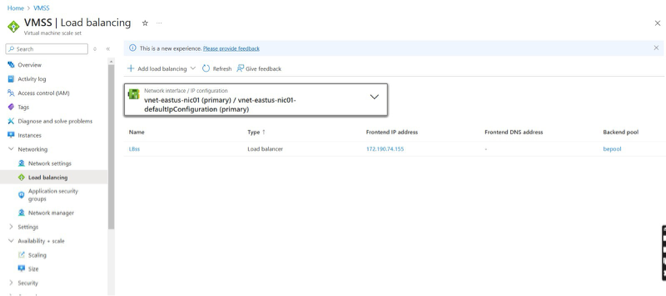 Home > VMSS >
VMSS | Load balancing
Virtual machine scale set
Search
Overview
Activity log
Access control (IAM)
Tags
Diagnose and solve problems
Instances
Networking
Network settings
Load balancing
Application security
groups
Network manager
Settings
Availability + scale
Scaling
Size
Security
This is a new experience. Please provide feedback
Add load balancing
Refresh
Give feedback
Network interface / IP configuration
vnet-eastus-nic01 (primary) / vnet-eastus-nic01-
defaultIpConfiguration (primary)
Name Type ↑ Frontend IP address Frontend DNS address Backend pool
Load balancer 172.190.74.155 - bepool